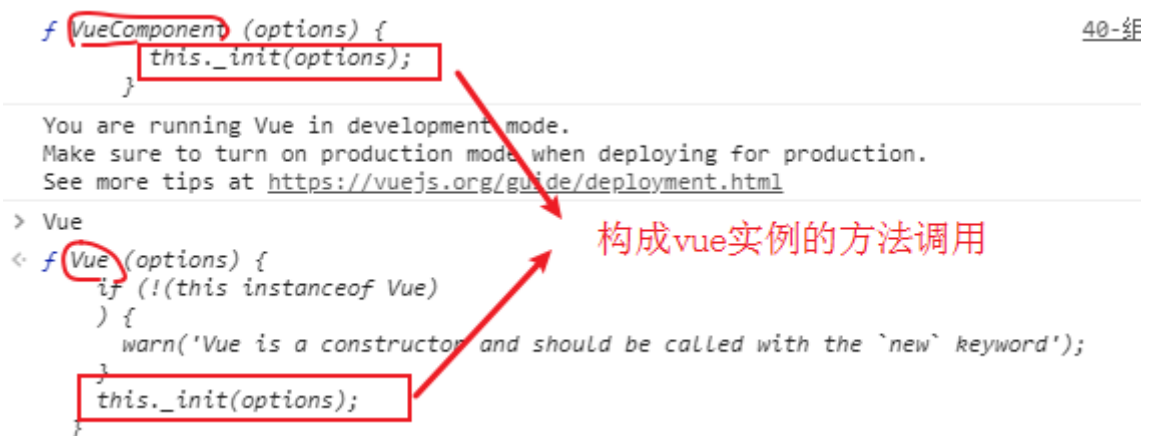 f VueComponent (options) {
40-组
this._init(options);
}
You are running Vue in development mode.
Make sure to turn on production mode when deploying for production.
See more tips at https://vuejs.org/guide/deployment.html
> Vue
构成vue实例的方法调用
f Vue (options) {
if (!(this instanceof Vue)
) {
warn('Vue is a constructor and should be called with the `new` keyword');
}
this._init(options);
}